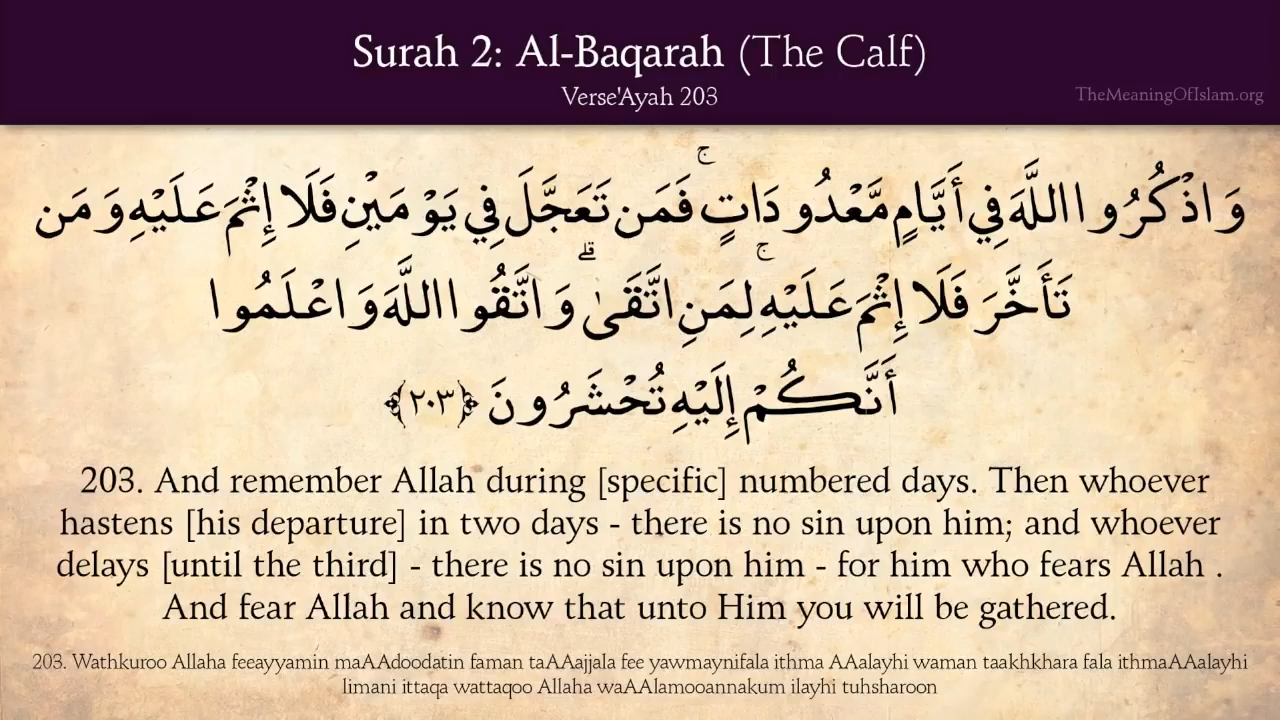 Surah 2: Al-Baqarah (The Calf)
Verse'Ayah 203
TheMeaningOfIslam.org
وَاذْكُرُوا اللَّهَ فِي أَيَّامٍ مَّعْدُودَاتٍ ۚ فَمَن تَعَجَّلَ فِي يَوْمَيْنِ فَلَا إِثْمَ عَلَيْهِ وَمَن
تَأَخَّرَ فَلَا إِثْمَ عَلَيْهِ ۚ لِمَنِ اتَّقَىٰ ۗ وَاتَّقُوا اللَّهَ وَاعْلَمُوا
أَنَّكُمْ إِلَيْهِ تُحْشَرُونَ ﴿٢٠٣﴾
203. And remember Allah during [specific] numbered days. Then whoever
hastens [his departure] in two days - there is no sin upon him; and whoever
delays [until the third] - there is no sin upon him - for him who fears Allah .
And fear Allah and know that unto Him you will be gathered.
203. Wathkuroo Allaha feeayyamin maAAdoodatin faman taAAajjala fee yawmaynifala ithma AAalayhi waman taakhkhara fala ithmaAAalayhi
limani ittaqa wattaqoo Allaha waAAlamooannakum ilayhi tuhsharoon